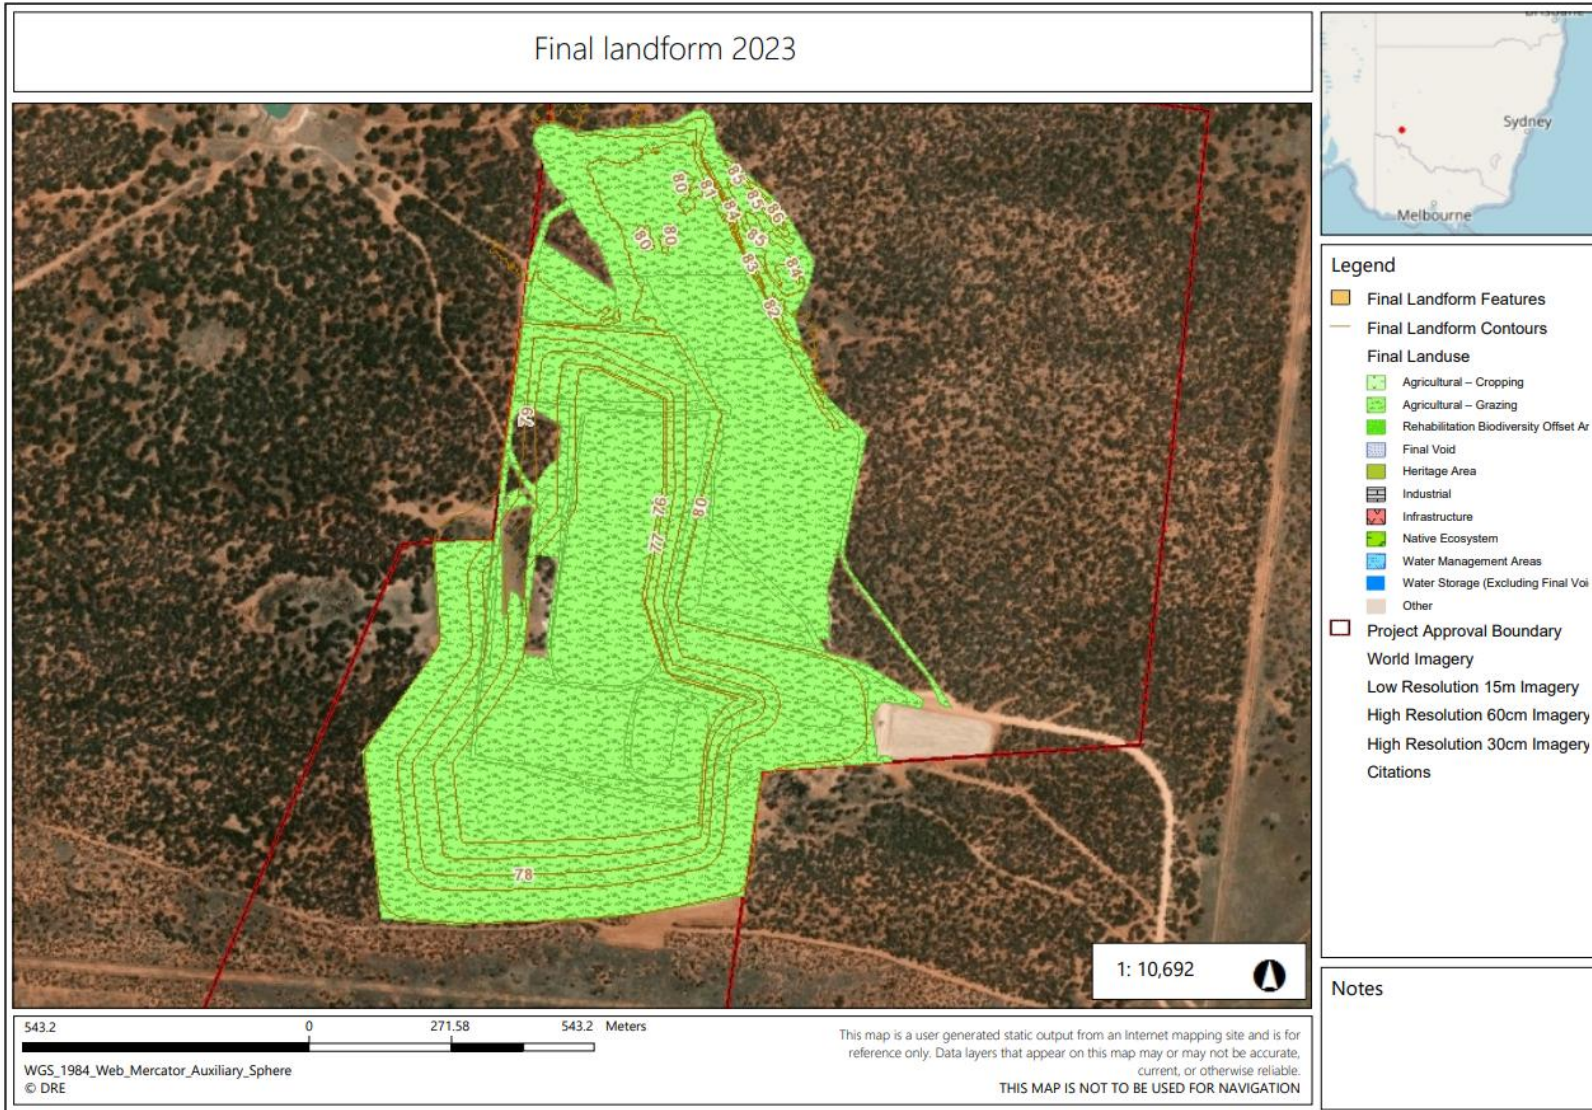 Final landform 2023
Brisbane
Sydney
Melbourne
80
81
85
84
85
86
80
80
85
83
84
82
79
76
77
80
78
1: 10,692
Legend
Final Landform Features
Final Landform Contours
Final Landuse
Agricultural – Cropping
Agricultural – Grazing
Rehabilitation Biodiversity Offset Ar
Final Void
Heritage Area
Industrial
Infrastructure
Native Ecosystem
Water Management Areas
Water Storage (Excluding Final Voi
Other
Project Approval Boundary
World Imagery
Low Resolution 15m Imagery
High Resolution 60cm Imagery
High Resolution 30cm Imagery
Citations
Notes
543.2 0 271.58 543.2 Meters
WGS_1984_Web_Mercator_Auxiliary_Sphere
© DRE
This map is a user generated static output from an Internet mapping site and is for
reference only. Data layers that appear on this map may or may not be accurate,
current, or otherwise reliable.
THIS MAP IS NOT TO BE USED FOR NAVIGATION